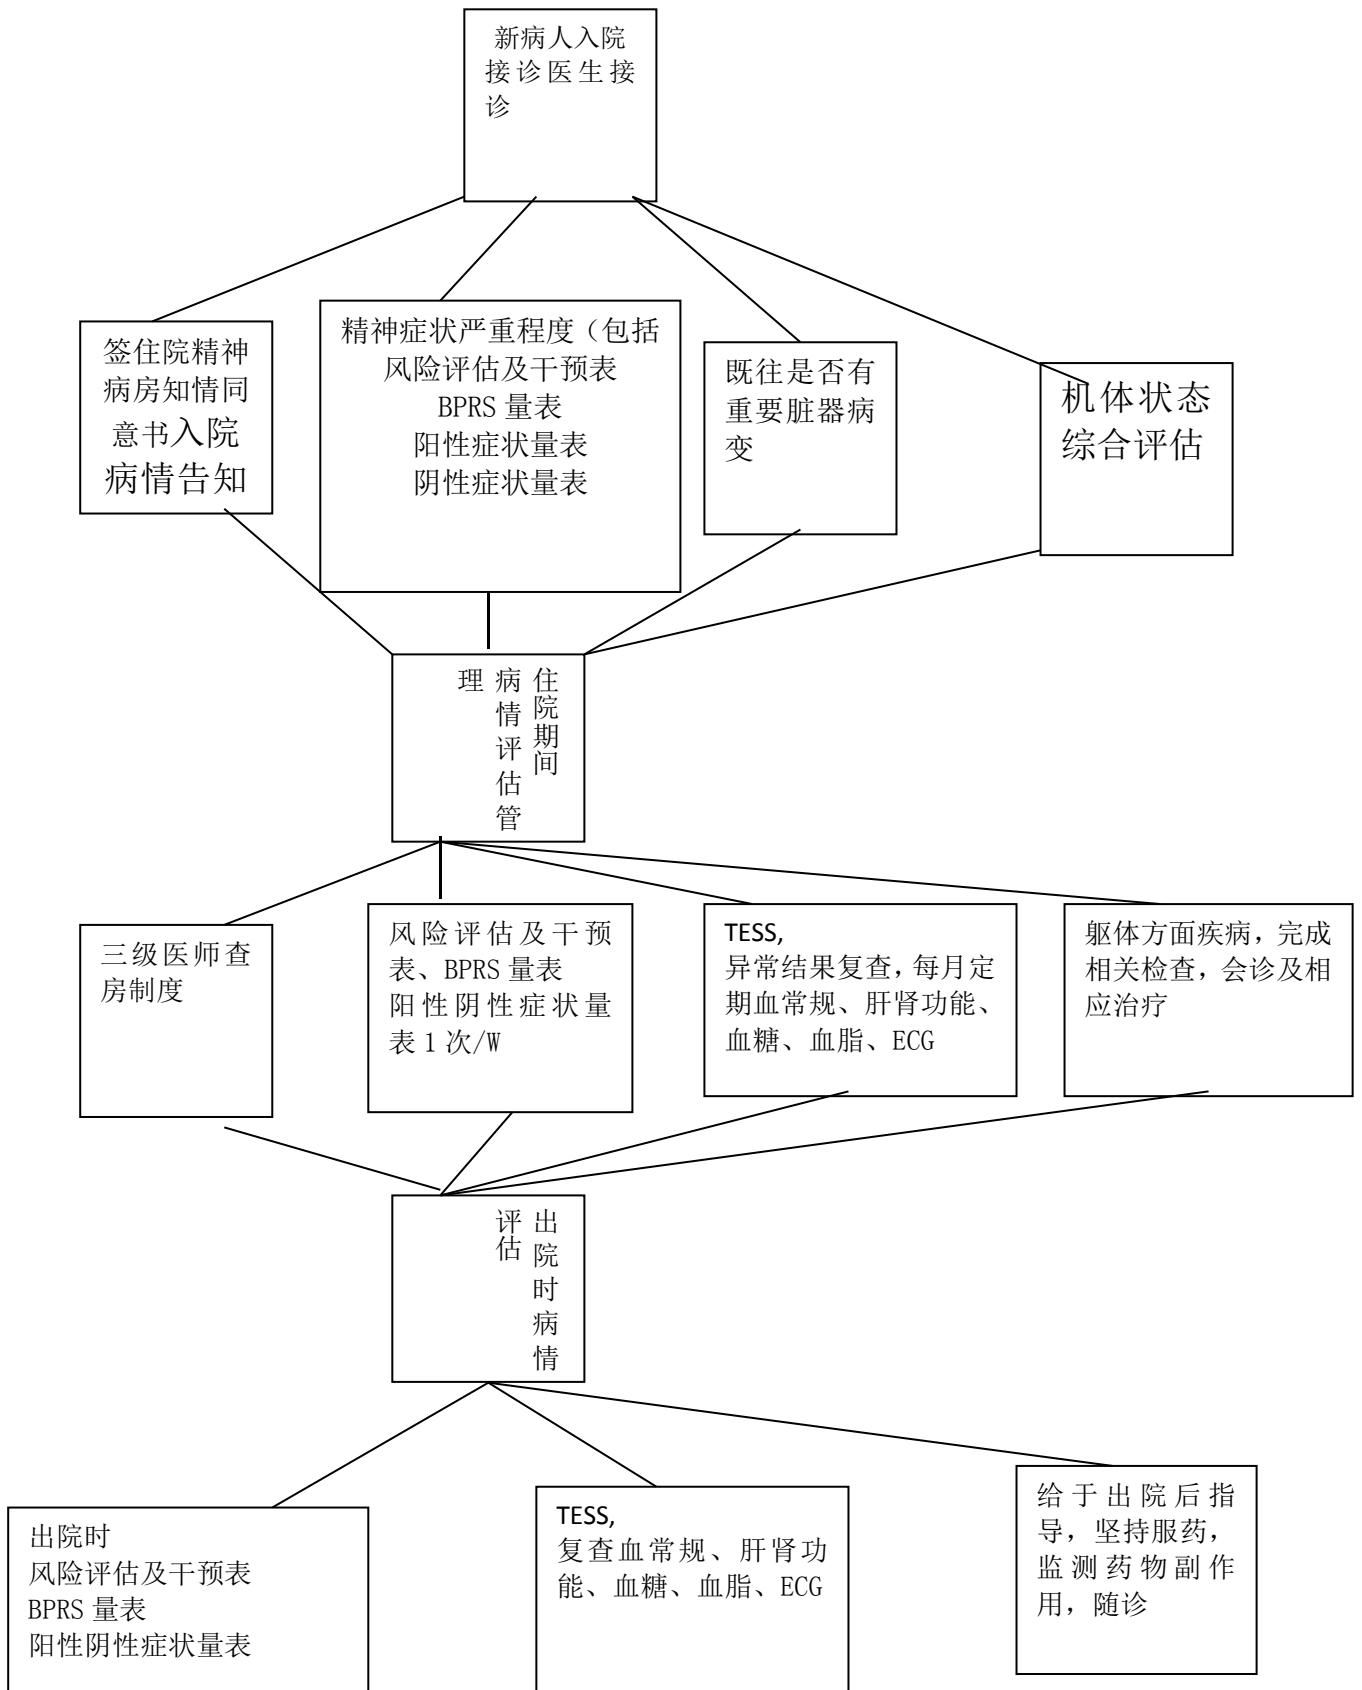 新病人入院
接诊医生接
诊
签住院精神
病房知情同
意书入院
病情告知
精神症状严重程度（包括
风险评估及干预表
BPRS 量表
阳性症状量表
阴性症状量表
既往是否有
重要脏器病
变
机体状态
综合评估
住院期间
病情评估管
理
三级医师查
房制度
风险评估及干预
表、BPRS 量表
阳性阴性症状量
表 1 次/W
TESS,
异常结果复查，每月定
期血常规、肝肾功能、
血糖、血脂、ECG
躯体方面疾病，完成
相关检查，会诊及相
应治疗
出院时病情
评估
出院时
风险评估及干预表
BPRS 量表
阳性阴性症状量表
TESS,
复查血常规、肝肾功
能、血糖、血脂、ECG
给于出院后指
导，坚持服药，
监测药物副作
用，随诊